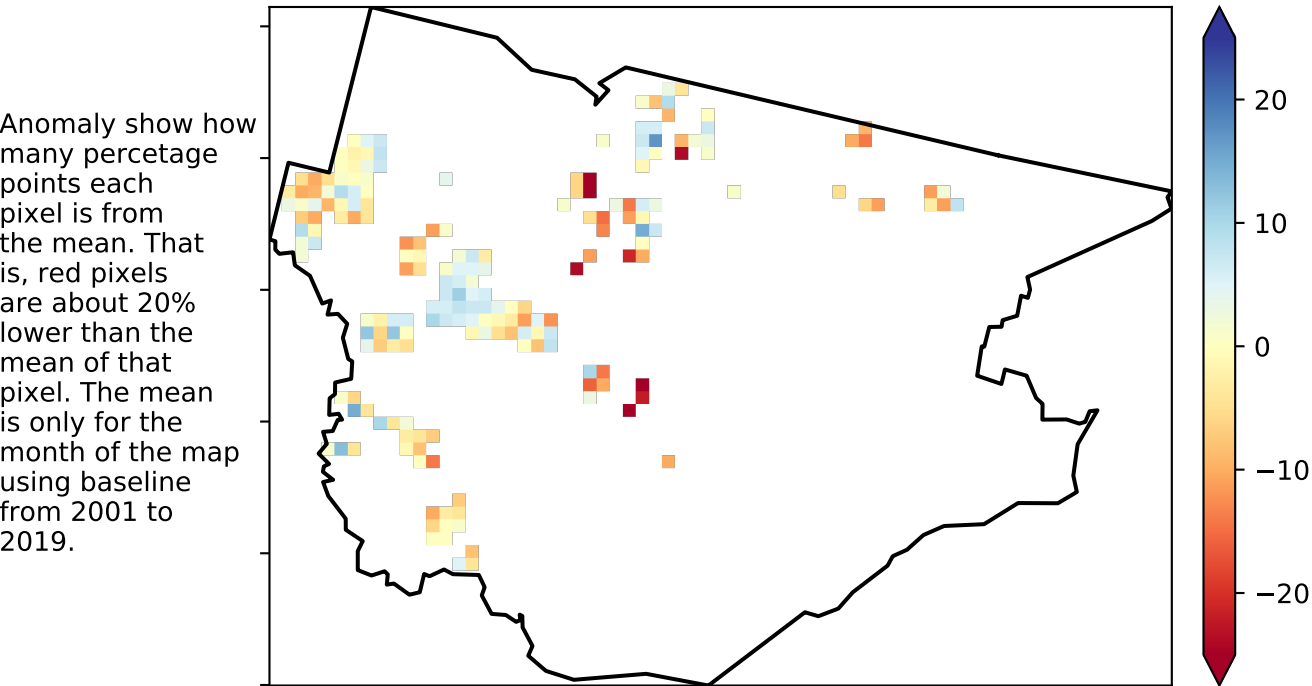 Anomaly show how
many percetage
points each
pixel is from
the mean. That
is, red pixels
are about 20%
lower than the
mean of that
pixel. The mean
is only for the
month of the map
using baseline
from 2001 to
2019.
20
10
0
−10
−20